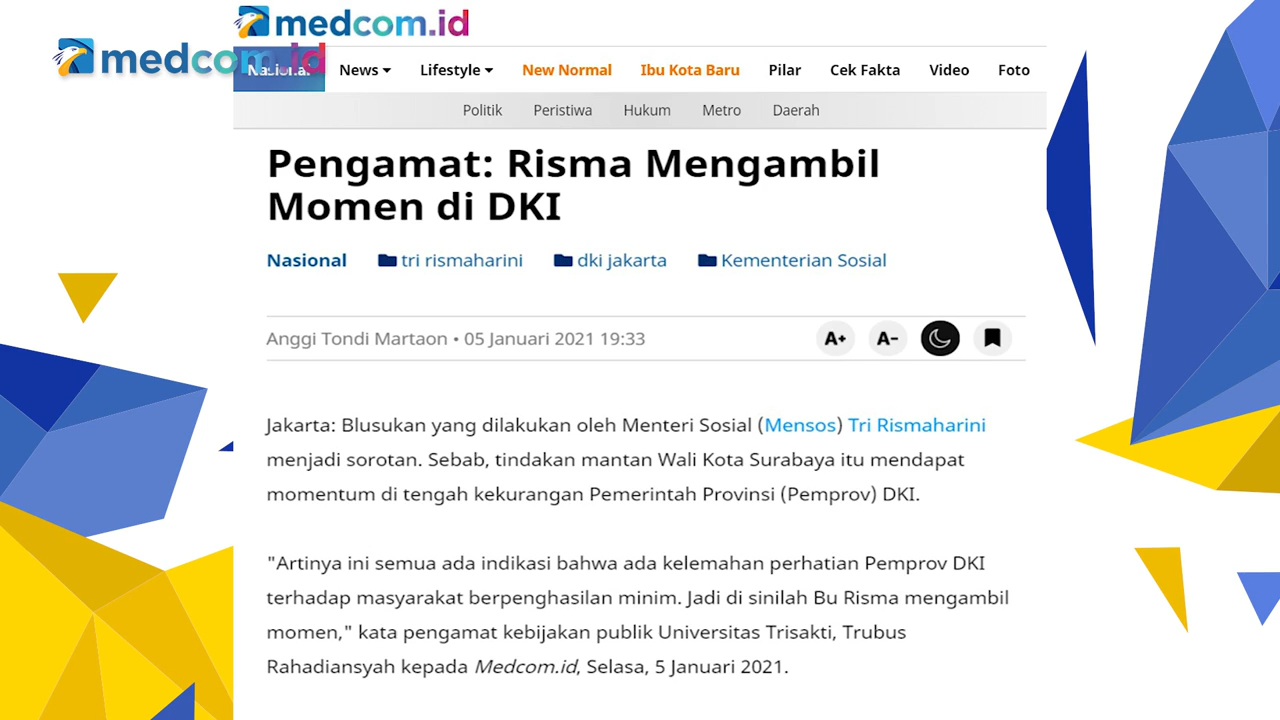 medcom.id
medcom.id
Nasional
News
Lifestyle
New Normal
Ibu Kota Baru
Pilar
Cek Fakta
Video
Foto
Politik
Peristiwa
Hukum
Metro
Daerah
Pengamat: Risma Mengambil
Momen di DKI
Nasional
tri rismaharini
dki jakarta
Kementerian Sosial
Anggi Tondi Martaon • 05 Januari 2021 19:33
A+
A-
Jakarta: Blusukan yang dilakukan oleh Menteri Sosial (Mensos) Tri Rismaharini
menjadi sorotan. Sebab, tindakan mantan Wali Kota Surabaya itu mendapat
momentum di tengah kekurangan Pemerintah Provinsi (Pemprov) DKI.
"Artinya ini semua ada indikasi bahwa ada kelemahan perhatian Pemprov DKI
terhadap masyarakat berpenghasilan minim. Jadi di sinilah Bu Risma mengambil
momen," kata pengamat kebijakan publik Universitas Trisakti, Trubus
Rahadiansyah kepada Medcom.id, Selasa, 5 Januari 2021.